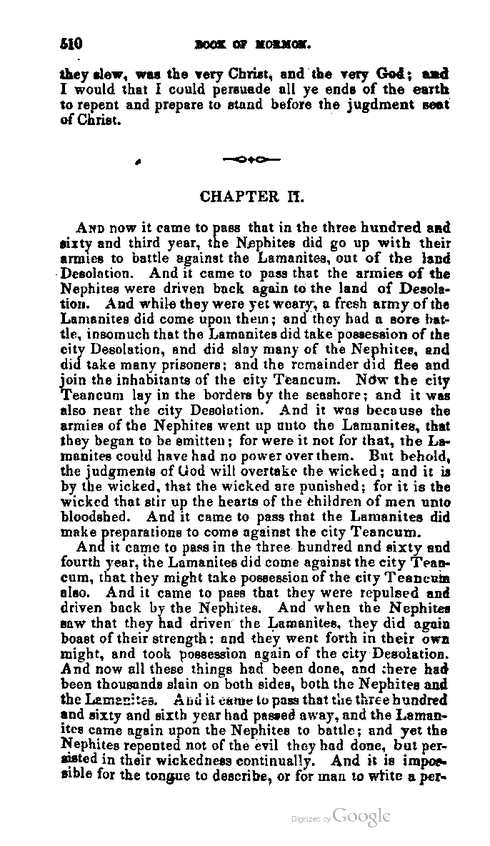 510 BOOK OF MORMON.
they slew, was the very Christ, and the very God; and
I would that I could persuade all ye ends of the earth
to repent and prepare to stand before the jugdment seat
of Christ.
CHAPTER II.
AND now it came to pass that in the three hundred and
sixty and third year, the Nephites did go up with their
armies to battle against the Lamanites, out of the land
Desolation. And it came to pass that the armies of the
Nephites were driven back again to the land of Desola-
tion. And while they were yet weary, a fresh army of the
Lamanites did come upon them; and they had a sore bat-
tle, insomuch that the Lamanites did take possession of the
city Desolation, and did slay many of the Nephites, and
did take many prisoners; and the remainder did flee and
join the inhabitants of the city Teancum. Now the city
Teancum lay in the borders by the seashore; and it was
also near the city Desolation. And it was because the
armies of the Nephites went up unto the Lamanites, that
they began to be smitten; for were it not for that, the La-
manites could have had no power over them. But behold,
the judgments of God will overtake the wicked; and it is
by the wicked, that the wicked are punished; for it is the
wicked that stir up the hearts of the children of men unto
bloodshed. And it came to pass that the Lamanites did
make preparations to come against the city Teancum.
And it came to pass in the three hundred and sixty and
fourth year, the Lamanites did come against the city Tean-
cum, that they might take possession of the city Teancum
also. And it came to pass that they were repulsed and
driven back by the Nephites. And when the Nephites
saw that they had driven the Lamanites, they did again
boast of their strength; and they went forth in their own
might, and took possession again of the city Desolation.
And now all these things had been done, and there had
been thousands slain on both sides, both the Nephites and
the Lamanites. And it came to pass that the three hundred
and sixty and sixth year had passed away, and the Laman-
ites came again upon the Nephites to battle; and yet the
Nephites repented not of the evil they had done, but per-
sisted in their wickedness continually. And it is impos-
sible for the tongue to describe, or for man to write a per-
Digitized by Google